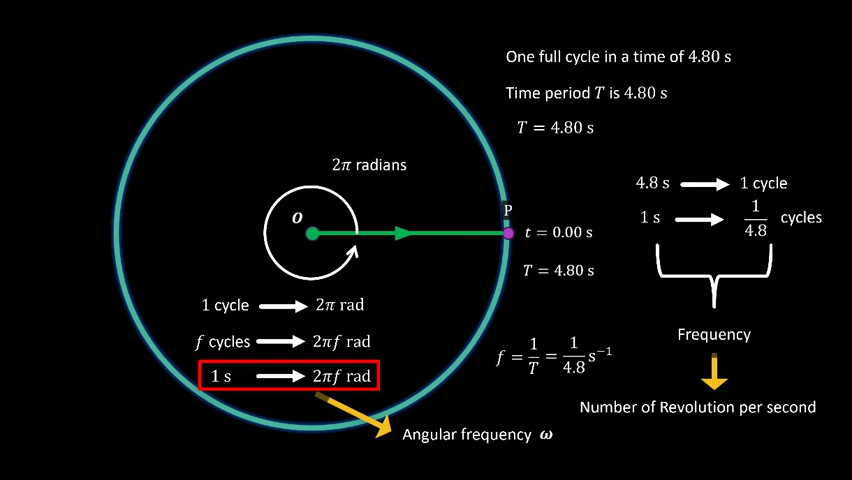 One full cycle in a time of 4.80 s
Time period T is 4.80 s
T = 4.80 s
2π radians
4.8 s → 1 cycle
1 s → 1/4.8 cycles
O
P
t = 0.00 s
T = 4.80 s
1 cycle → 2π rad
f cycles → 2πf rad
1 s → 2πf rad
f = 1/T = 1/4.8 s⁻¹
Frequency
Number of Revolution per second
Angular frequency ω